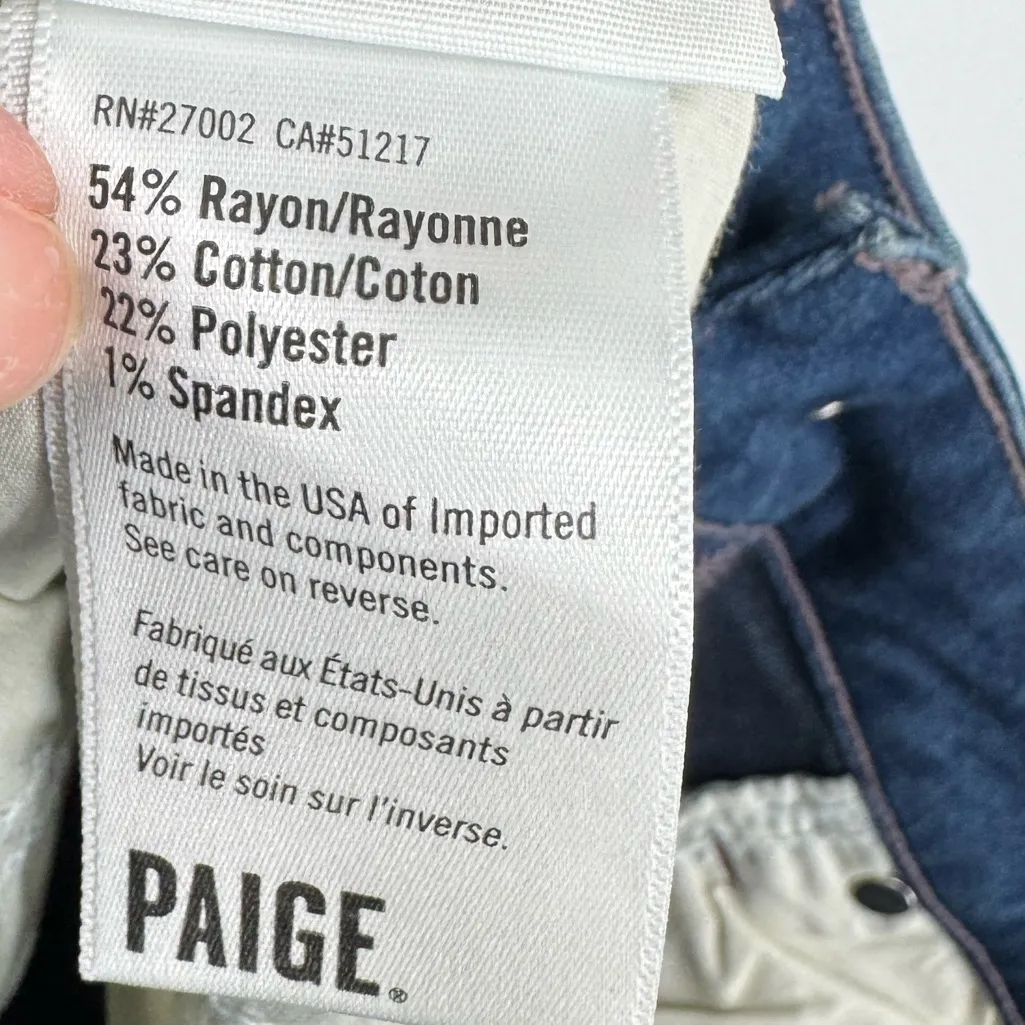 RN#27002 CA#51217
54% Rayon/Rayonne
23% Cotton/Coton
22% Polyester
1% Spandex
Made in the USA of Imported
fabric and components.
See care on reverse.
Fabriqué aux États-Unis à partir
de tissus et composants
importés
Voir le soin sur l'inverse.
PAIGE®